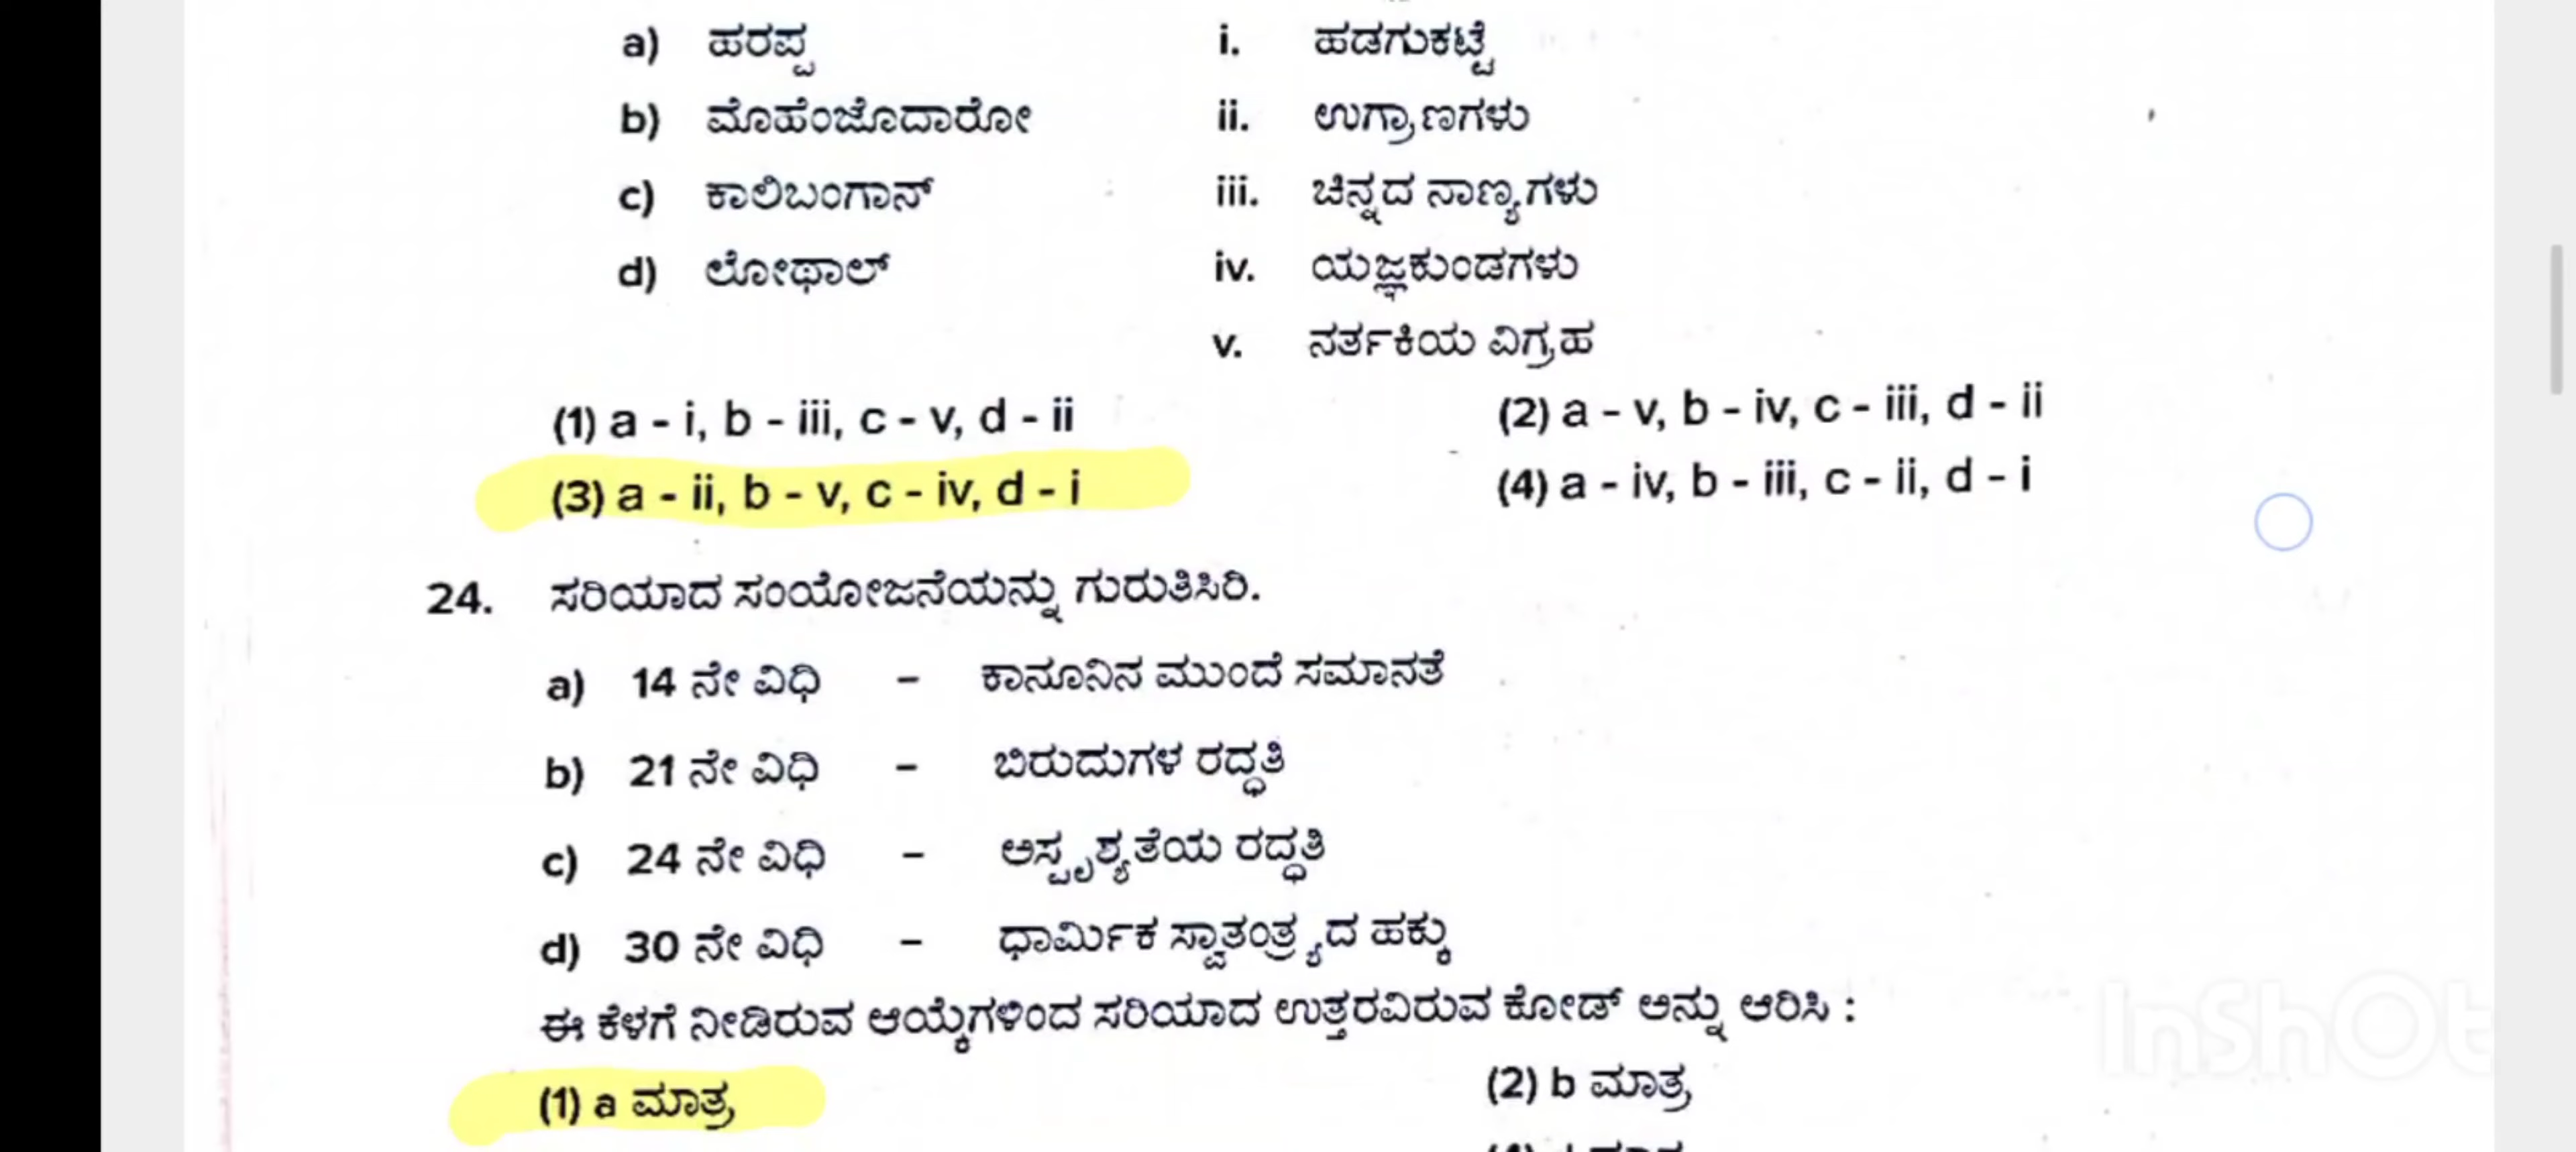 a) ಹರಪ್ಪ i. ಹಡಗುಕಟ್ಟೆ
b) ಮೊಹೆಂಜೊದಾರೋ ii. ಉಗ್ರಾಣಗಳು
c) ಕಾಲಿಬಂಗಾನ್ iii. ಚಿನ್ನದ ನಾಣ್ಯಗಳು
d) ಲೋಥಾಲ್ iv. ಯಜ್ಞಕುಂಡಗಳು
v. ನರ್ತಕಿಯ ವಿಗ್ರಹ
(1) a - i, b - iii, c - v, d - ii (2) a - v, b - iv, c - iii, d - ii
(3) a - ii, b - v, c - iv, d - i (4) a - iv, b - iii, c - ii, d - i
24. ಸರಿಯಾದ ಸಂಯೋಜನೆಯನ್ನು ಗುರುತಿಸಿರಿ.
a) 14 ನೇ ವಿಧಿ – ಕಾನೂನಿನ ಮುಂದೆ ಸಮಾನತೆ
b) 21 ನೇ ವಿಧಿ – ಬಿರುದುಗಳ ರದ್ಧತಿ
c) 24 ನೇ ವಿಧಿ – ಅಸ್ಪೃಶ್ಯತೆಯ ರದ್ಧತಿ
d) 30 ನೇ ವಿಧಿ – ಧಾರ್ಮಿಕ ಸ್ವಾತಂತ್ರ್ಯದ ಹಕ್ಕು
ಈ ಕೆಳಗೆ ನೀಡಿರುವ ಆಯ್ಕೆಗಳಿಂದ ಸರಿಯಾದ ಉತ್ತರವಿರುವ ಕೋಡ್ ಅನ್ನು ಆರಿಸಿ :
(1) a ಮಾತ್ರ (2) b ಮಾತ್ರ
InShOt